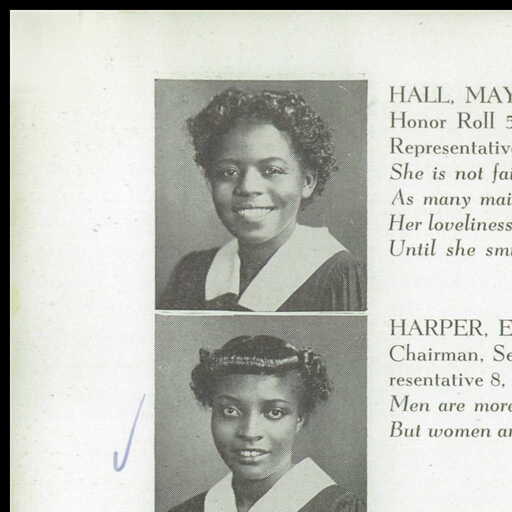 HALL, MAY
Honor Roll 5
Representative
She is not fai
As many mai
Her loveliness
Until she smi
HARPER, E
Chairman, Se
resentative 8,
Men are more
But women ar